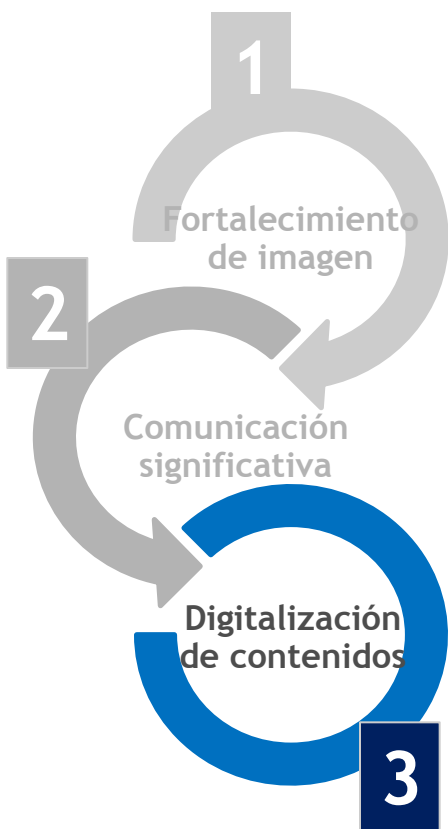 1
Fortalecimiento
de imagen
2
Comunicación
significativa
Digitalización
de contenidos
3